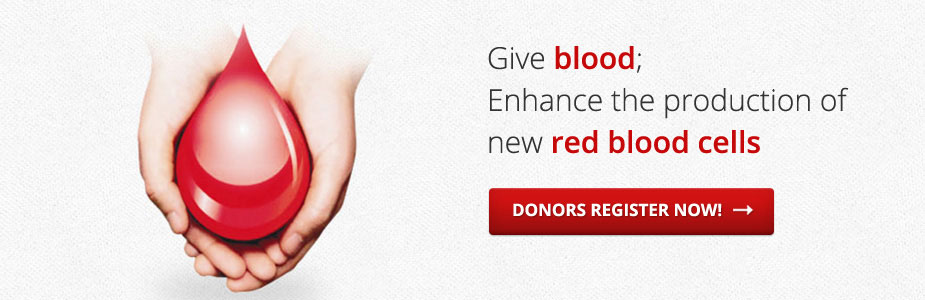 Give blood;
Enhance the production of
new red blood cells
DONORS REGISTER NOW! →